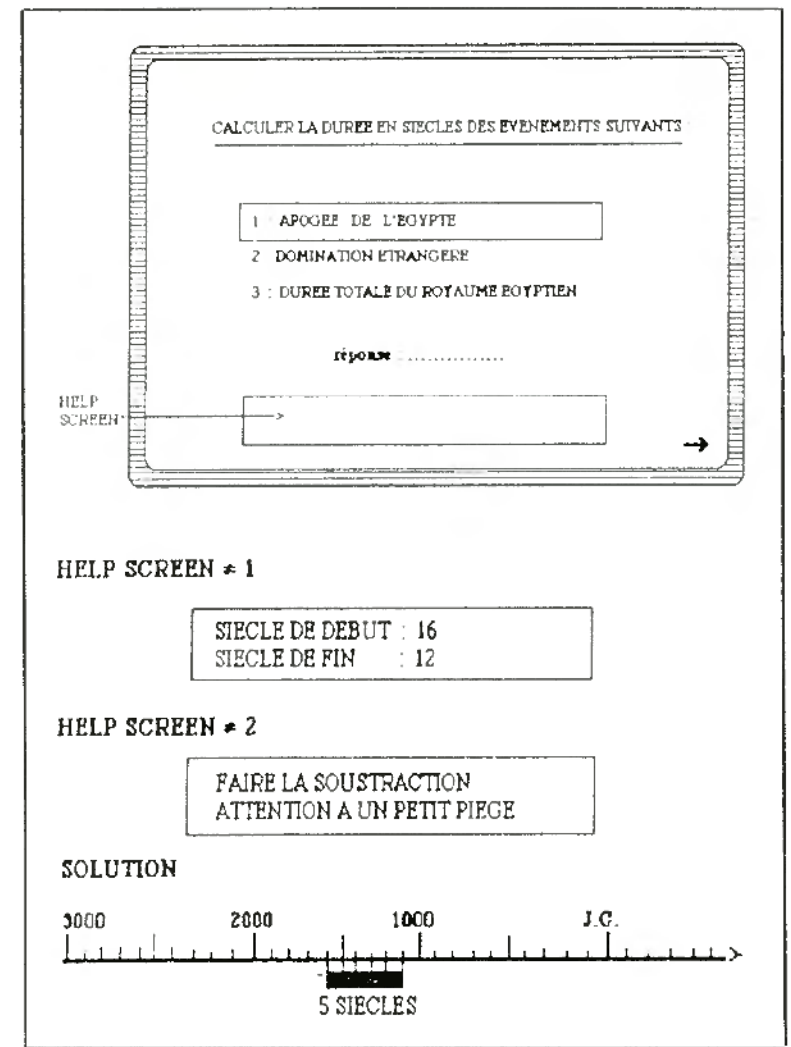 CALCULER LA DUREE EN SIECLES DES EVENEMENTS SUIVANTS
1 : APOGEE DE L'EGYPTE
2 DOMINATION ETRANGERE
3 : DUREE TOTALE DU ROYAUME EGYPTIEN
réponse : ..............
HELP
SCREEN
→
HELP SCREEN ≠ 1
SIECLE DE DEBUT : 16
SIECLE DE FIN : 12
HELP SCREEN ≠ 2
FAIRE LA SOUSTRACTION
ATTENTION A UN PETIT PIEGE
SOLUTION
3000 2000 1000 J.C.
5 SIECLES